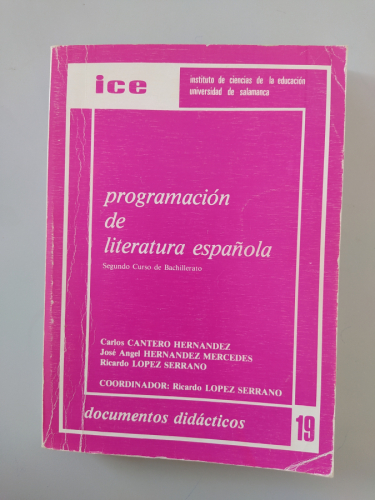 ice
instituto de ciencias de la educación
universidad de salamanca
programación
de
literatura española
Segundo Curso de Bachillerato
Carlos CANTERO HERNANDEZ
José Angel HERNANDEZ MERCEDES
Ricardo LOPEZ SERRANO
COORDINADOR: Ricardo LOPEZ SERRANO
documentos didácticos
19